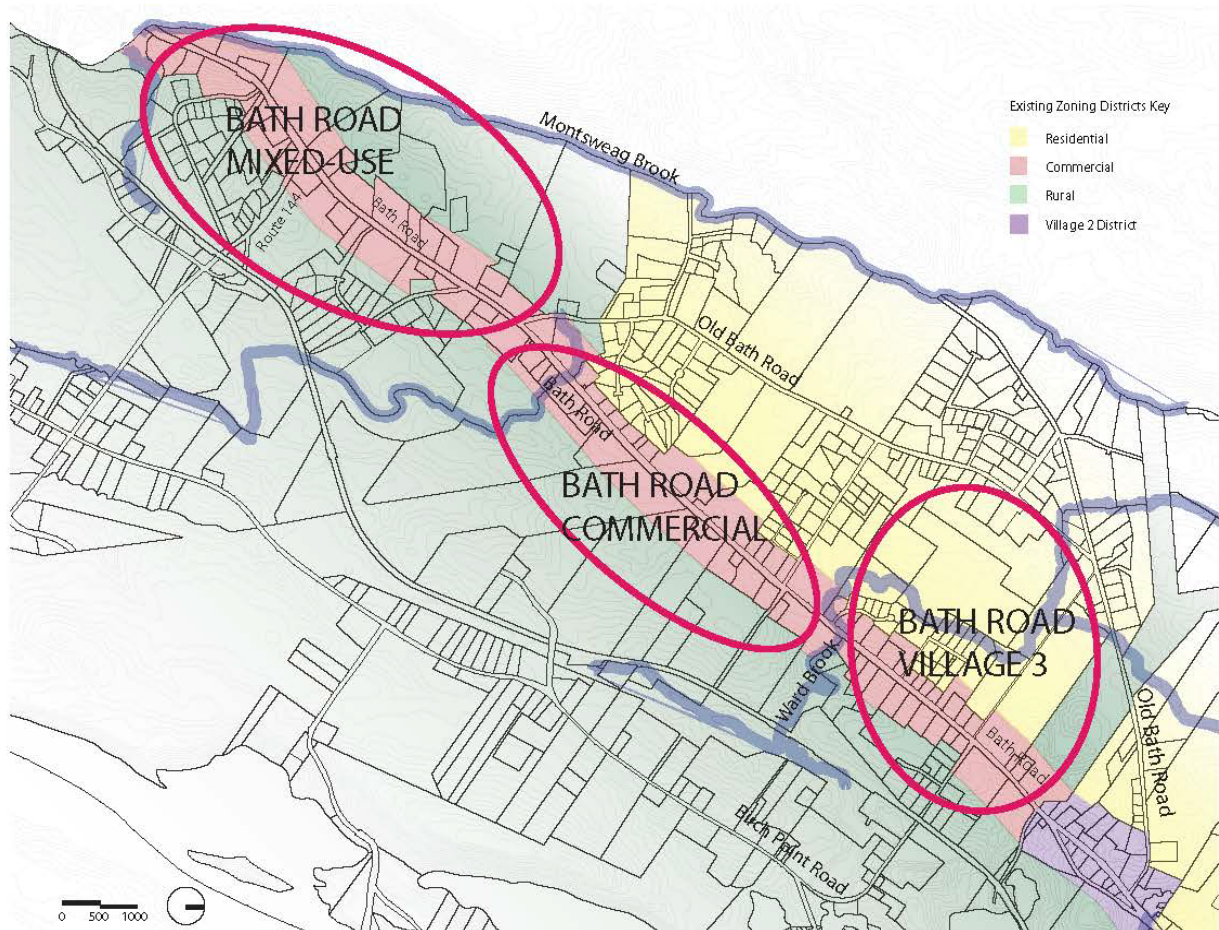 Existing Zoning Districts Key
Residential
Commercial
Rural
Village 2 District
BATH ROAD
MIXED-USE
Montsweag Brook
Route 144
Bath Road
Old Bath Road
Bath Road
BATH ROAD
COMMERCIAL
BATH ROAD
VILLAGE 3
Ward Brook
Bath Road
Old Bath Road
Birch Point Road
0 500 1000